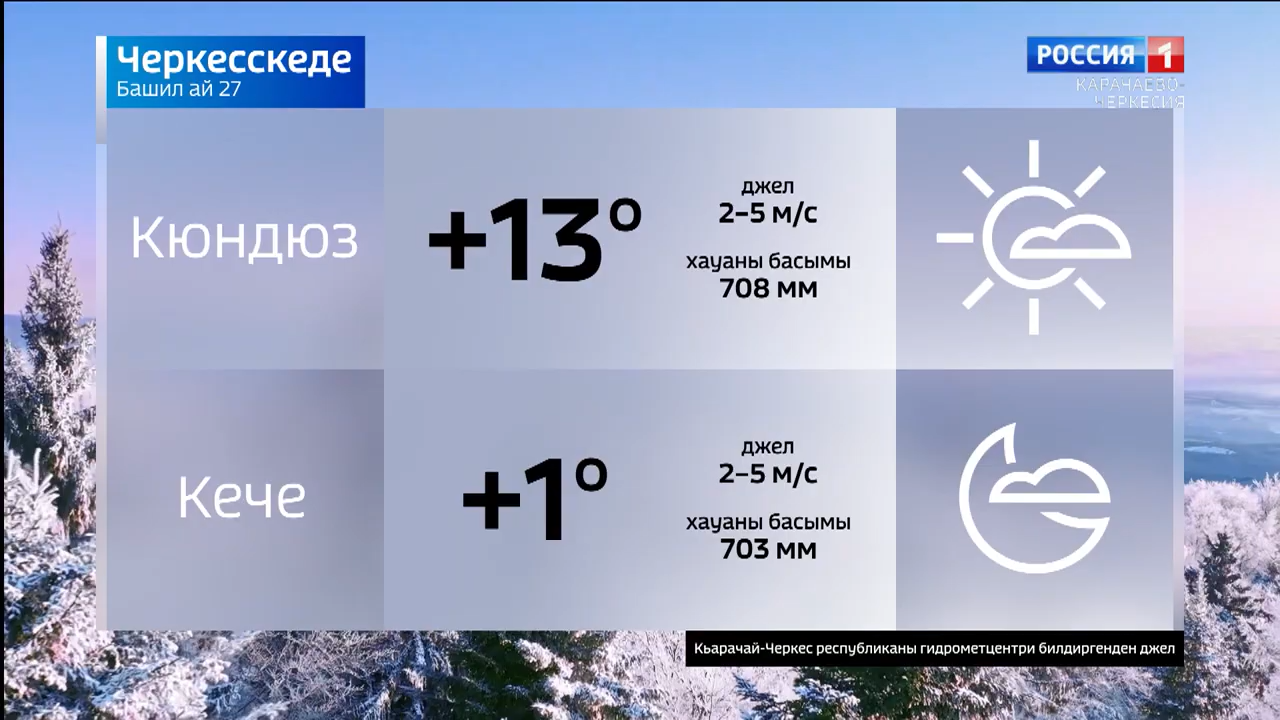 Черкесскеде
Башил ай 27
РОССИЯ 1
КАРАЧАЕВО-
ЧЕРКЕСИЯ
Кюндюз
+13°
джел
2–5 м/с
хауаны басымы
708 мм
Кече
+1°
джел
2–5 м/с
хауаны басымы
703 мм
Кьарачай-Черкес республиканы гидрометцентри билдиргенден джел